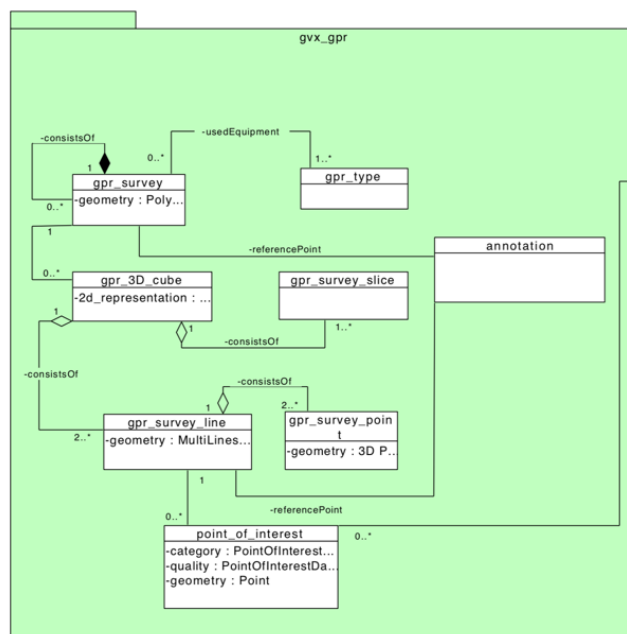 gvx_gpr
-consistsOf
-usedEquipment
1
0..*
1..*
gpr_survey
gpr_type
0..*
-geometry : Poly...
1
-referencePoint
annotation
0..*
gpr_3D_cube
gpr_survey_slice
-2d_representation : ...
1
1
-consistsOf
1..*
-consistsOf
-consistsOf
1
2..*
2..*
gpr_survey_line
gpr_survey_poin
t
-geometry : MultiLines...
-geometry : 3D P...
1
-referencePoint
0..*
point_of_interest
0..*
-category : PointOfInterest...
-quality : PointOfInterestDa...
-geometry : Point